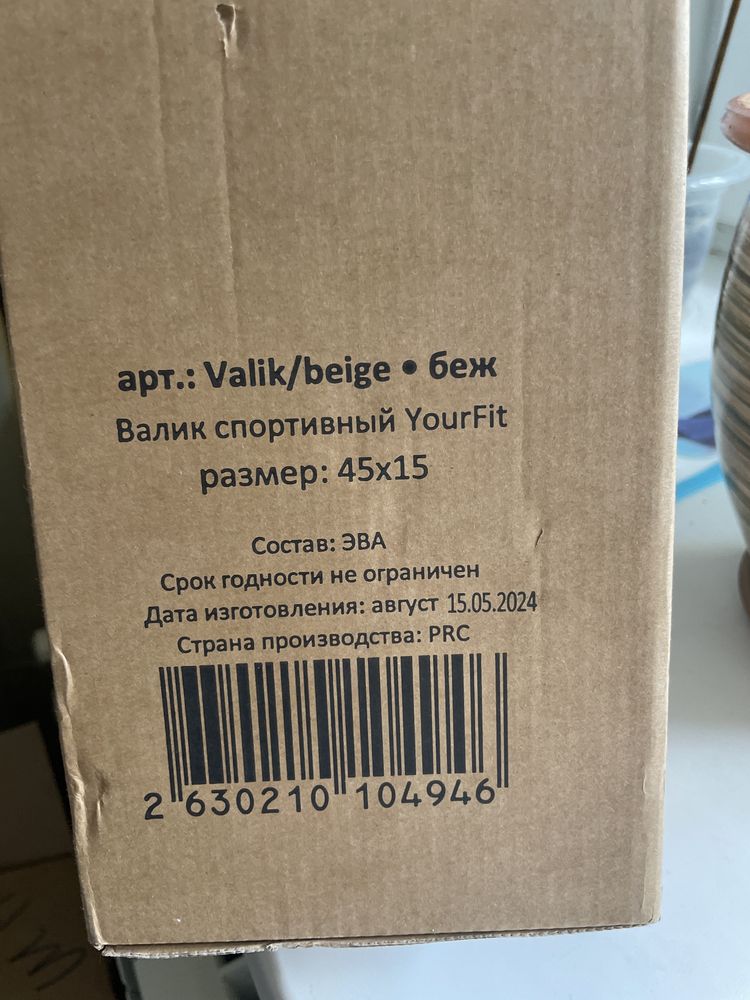 арт.: Valik/beige • беж
Валик спортивный YourFit
размер: 45х15
Состав: ЭВА
Срок годности не ограничен
Дата изготовления: август 15.05.2024
Страна производства: PRC
2 630210 104946